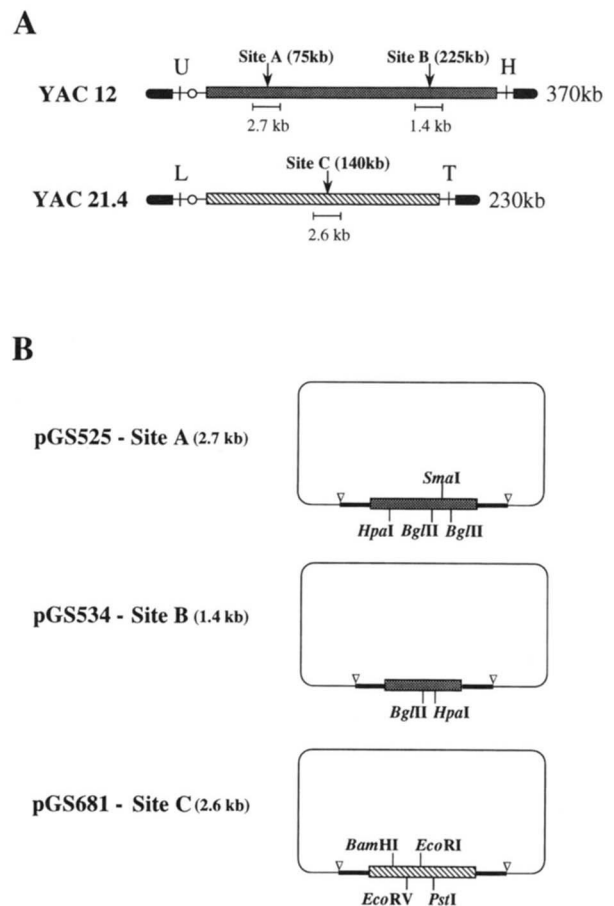 A
U
Site A (75kb)
Site B (225kb)
H
YAC 12
370kb
2.7 kb
1.4 kb
L
Site C (140kb)
T
YAC 21.4
230kb
2.6 kb
B
pGS525 - Site A (2.7 kb)
SmaI
HpaI BglII BglII
pGS534 - Site B (1.4 kb)
BglII HpaI
pGS681 - Site C (2.6 kb)
BamHI EcoRI
EcoRV PstI